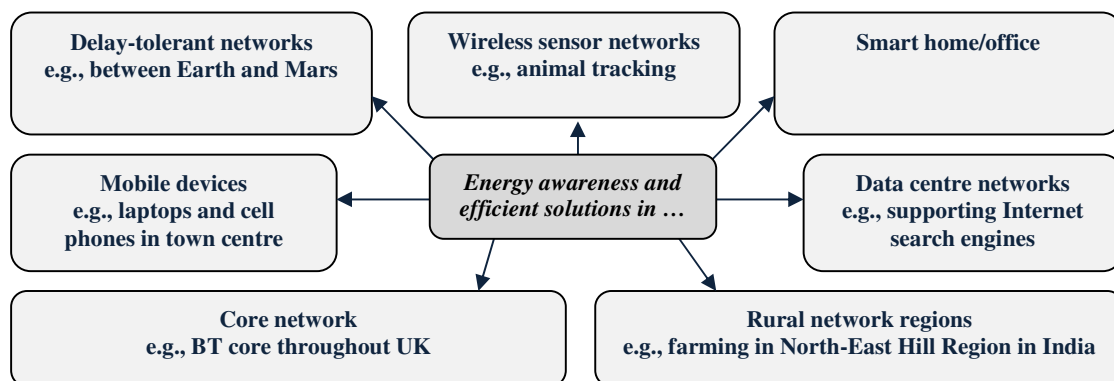 Delay-tolerant networks
e.g., between Earth and Mars
Wireless sensor networks
e.g., animal tracking
Smart home/office
Mobile devices
e.g., laptops and cell
phones in town centre
Energy awareness and
efficient solutions in …
Data centre networks
e.g., supporting Internet
search engines
Core network
e.g., BT core throughout UK
Rural network regions
e.g., farming in North-East Hill Region in India